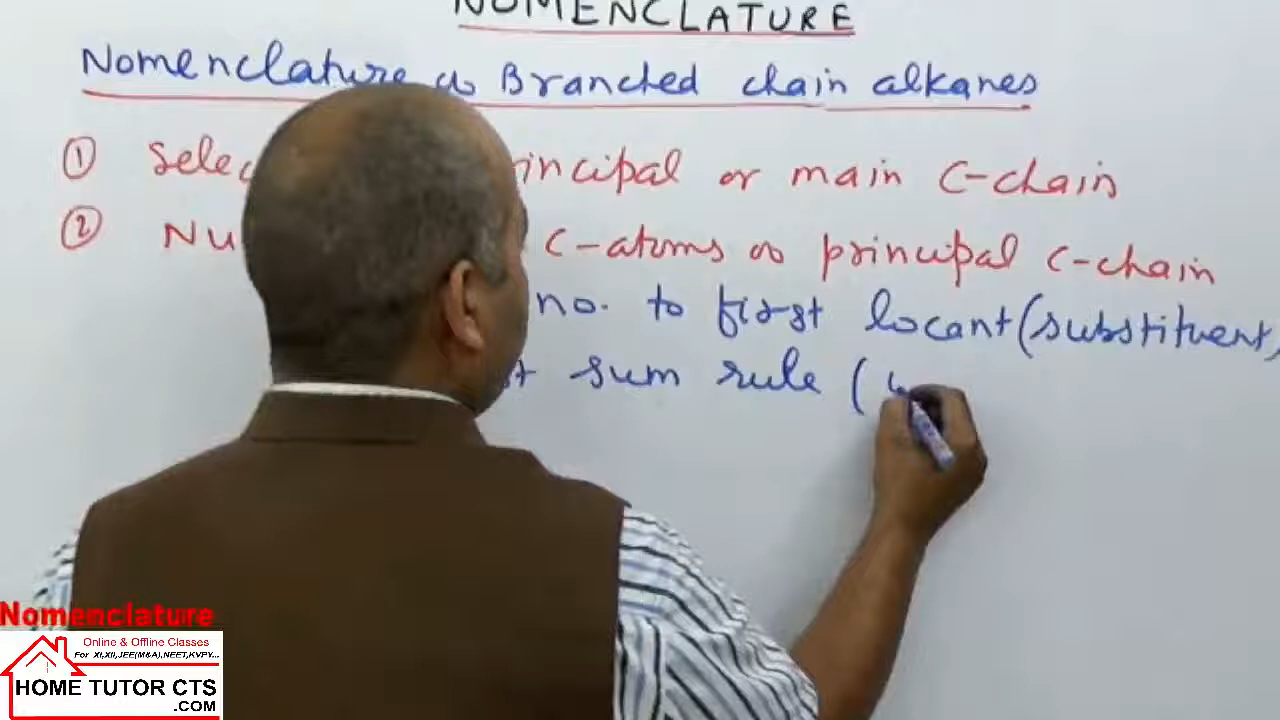 NOMENCLATURE
Nomenclature of Branched chain alkanes
① Selec incipal or main C-chain
② Nu C-atoms of principal C-chain
no. to first locant (substituent,
st sum rule (
Nomenclature
Online & Offline Classes
For XI,XII,JEE(M&A),NEET,KVPY...
HOME TUTOR CTS
.COM